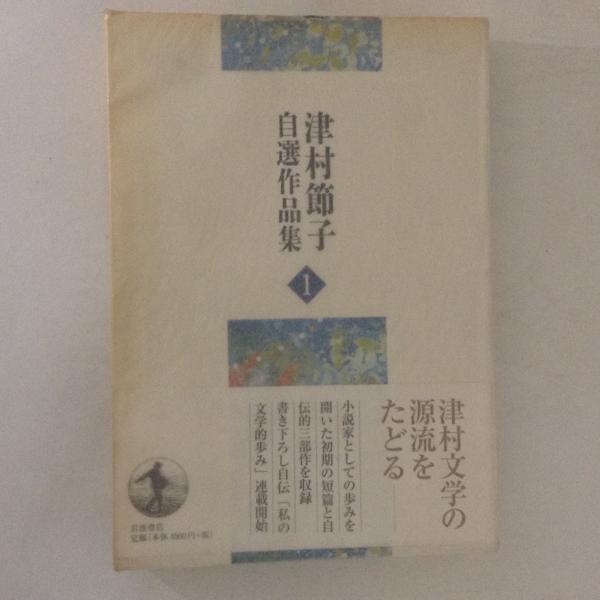 津村節子
自選作品集
1
津村文学の
源流を
たどる──
小説家としての歩みを
開いた初期の短篇と自
伝的三部作を収録
書き下ろし自伝「私の
文学的歩み」連載開始
岩波書店